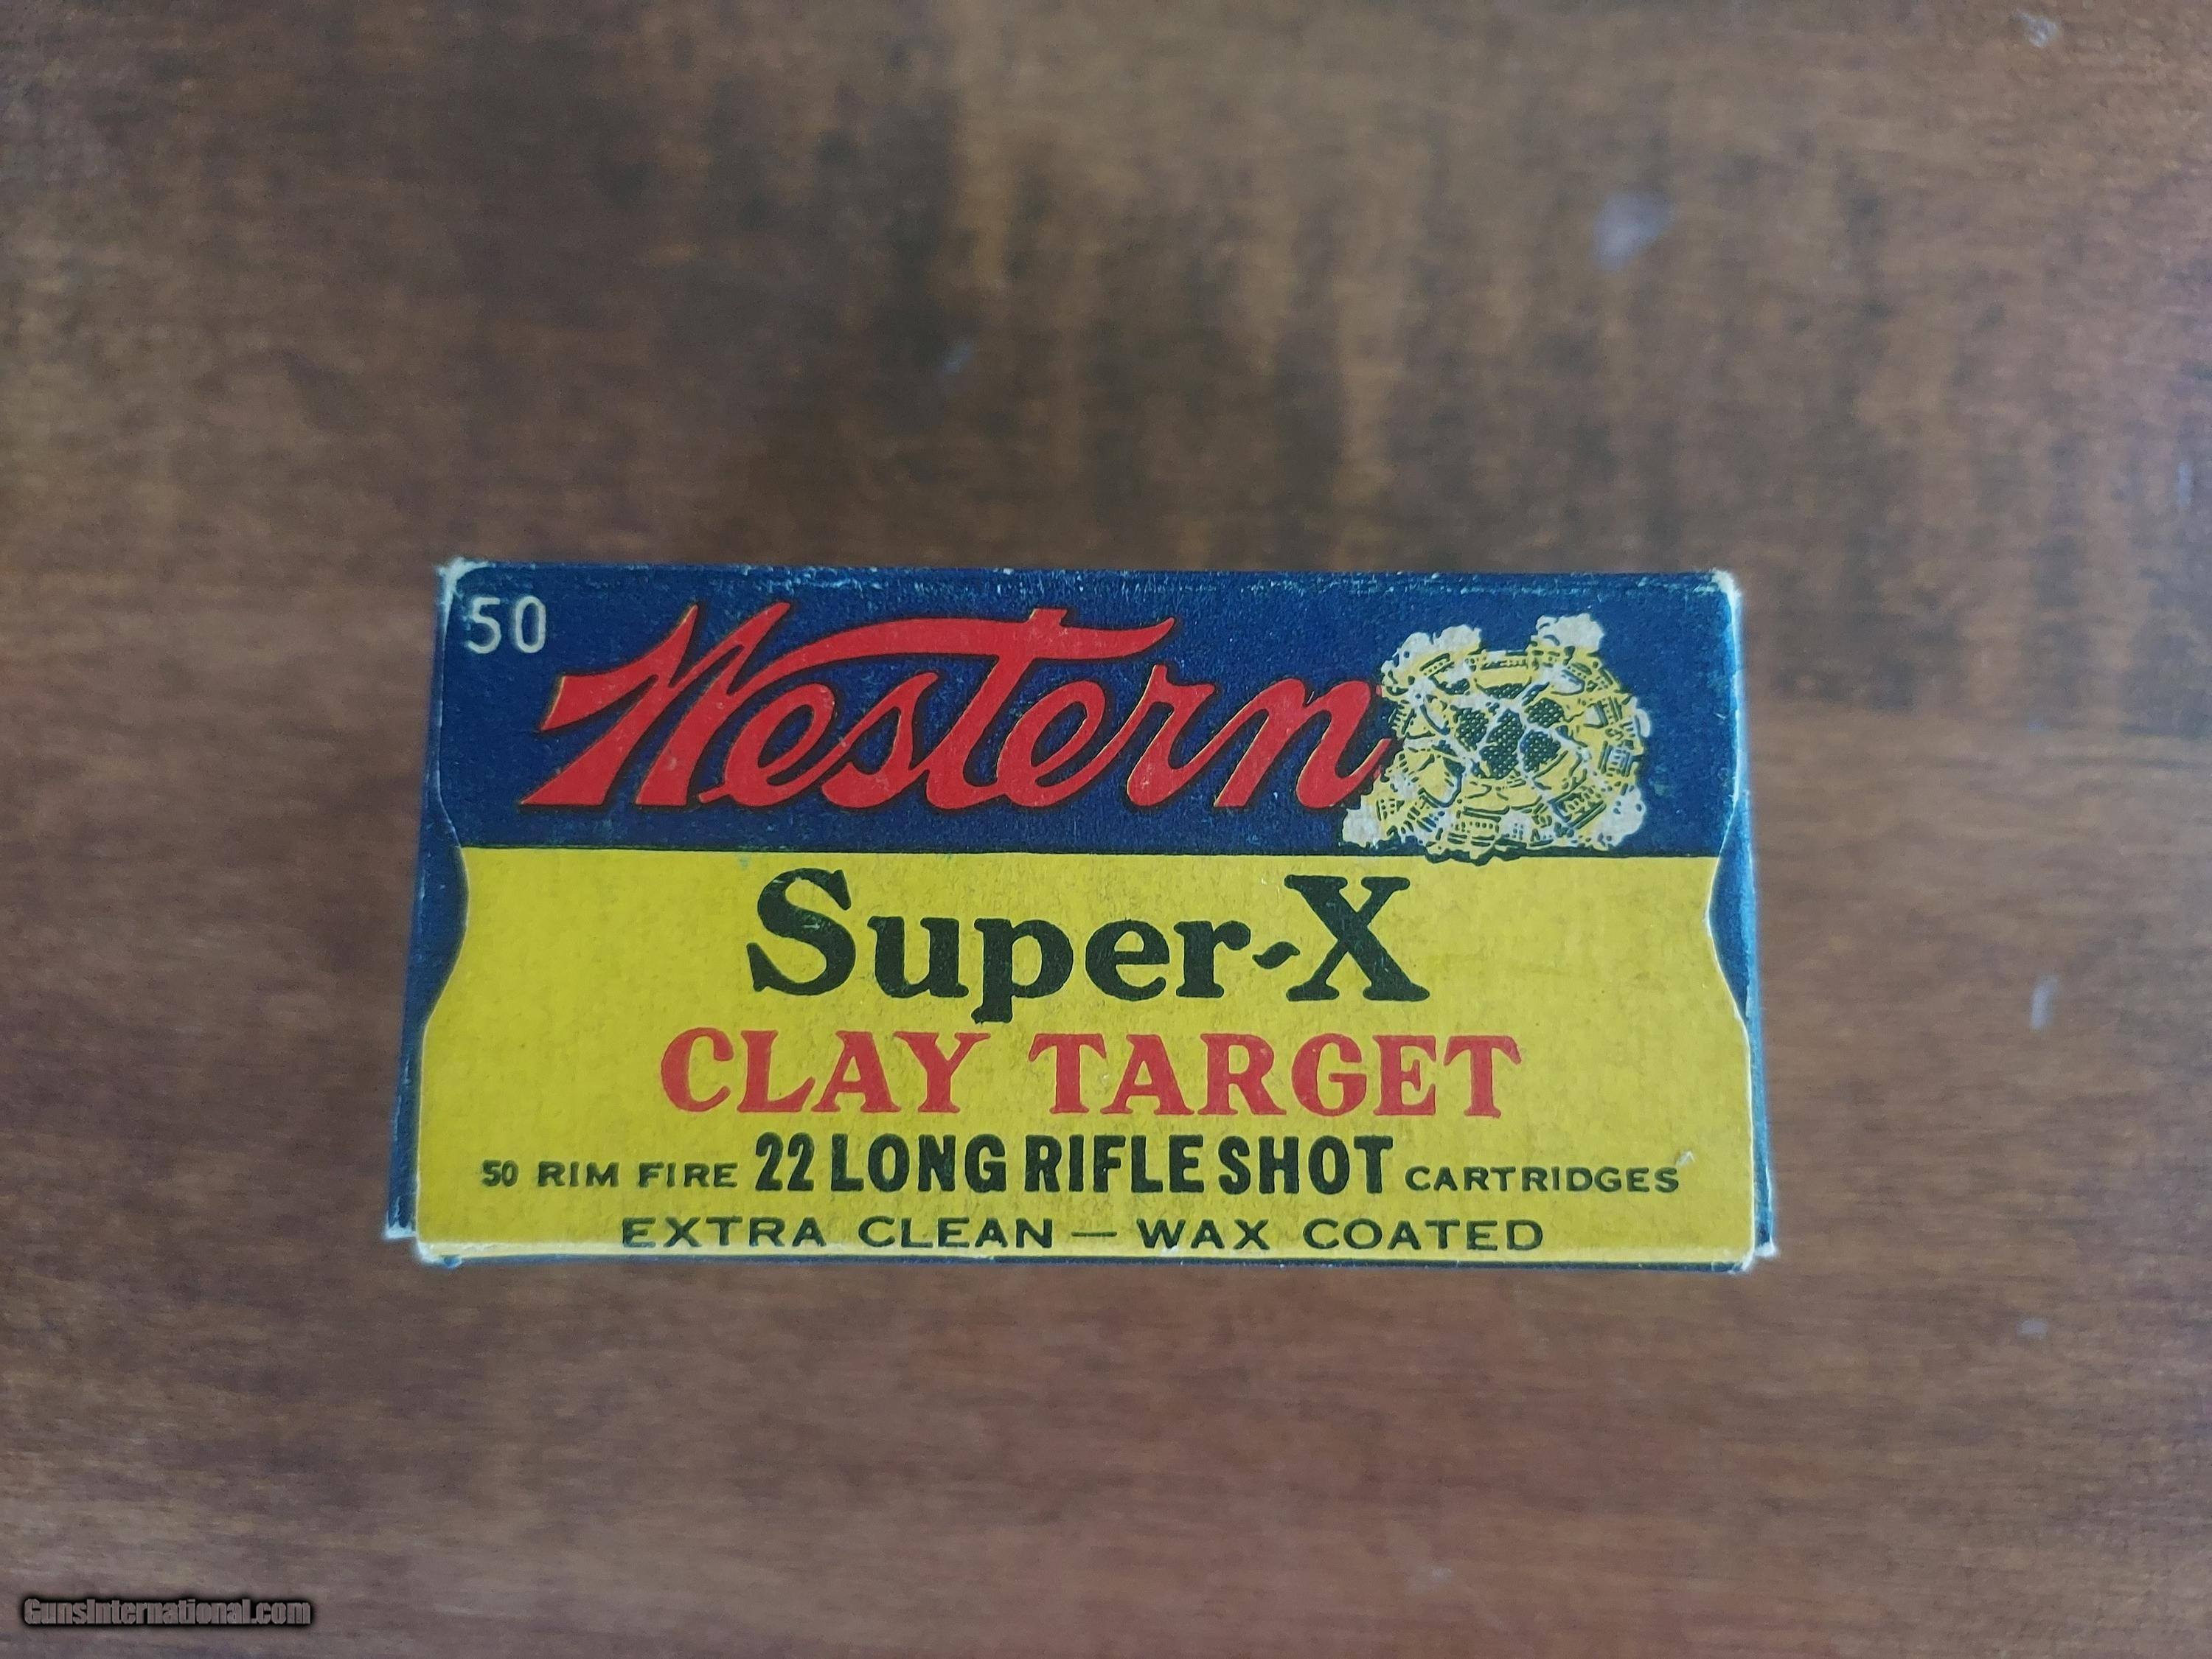 50
Western
Super-X
CLAY TARGET
50 RIM FIRE 22 LONG RIFLE SHOT CARTRIDGES
EXTRA CLEAN — WAX COATED
GunsInternational.com